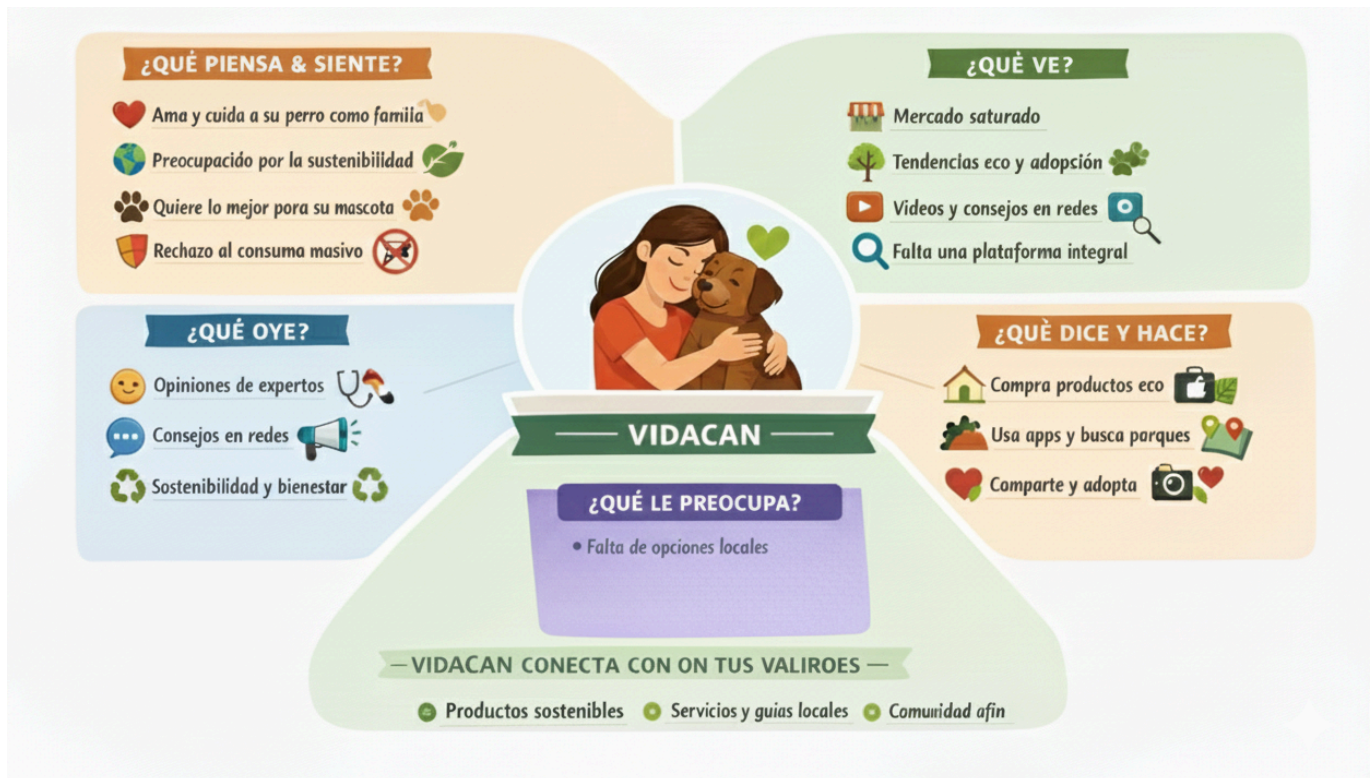 ¿QUÉ PIENSA & SIENTE?
Ama y cuida a su perro como familia
Preocupacido por la sustenibilidad
Quiere lo mejor pora su mascota
Rechazo al consuma masivo
¿QUÈ VE?
Mercado saturado
Tendencias eco y adopción
Videos y consejos en redes
Falta una plataforma integral
¿QUÉ OYE?
Opiniones de expertos
Consejos en redes
Sostenibilidad y bienestar
¿QUÈ DICE Y HACE?
Compra productos eco
Usa apps y busca parques
Comparte y adopta
VIDACAN
¿QUÉ LE PREOCUPA?
• Falta de opciones locales
VIDACAN CONECTA CON ON TUS VALIROES
Productos sostenibles
Servicios y guias locales
Comunidad afin